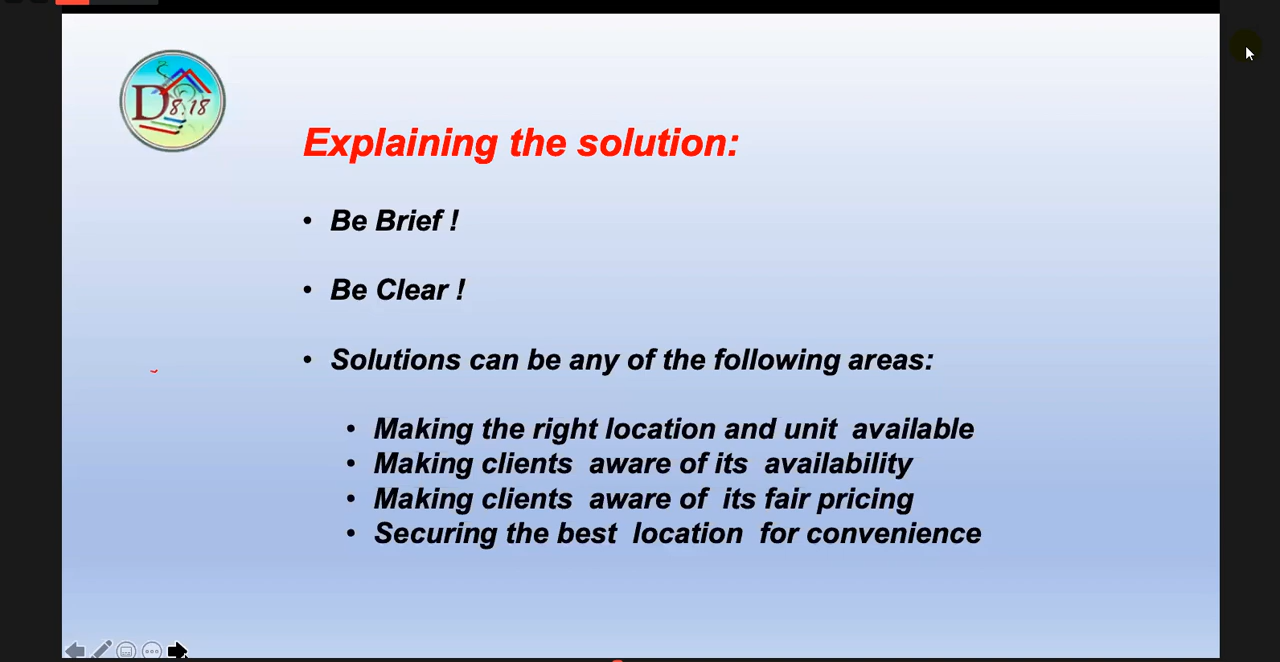 D8:18
Explaining the solution:
• Be Brief !
• Be Clear !
• Solutions can be any of the following areas:
• Making the right location and unit available
• Making clients aware of its availability
• Making clients aware of its fair pricing
• Securing the best location for convenience